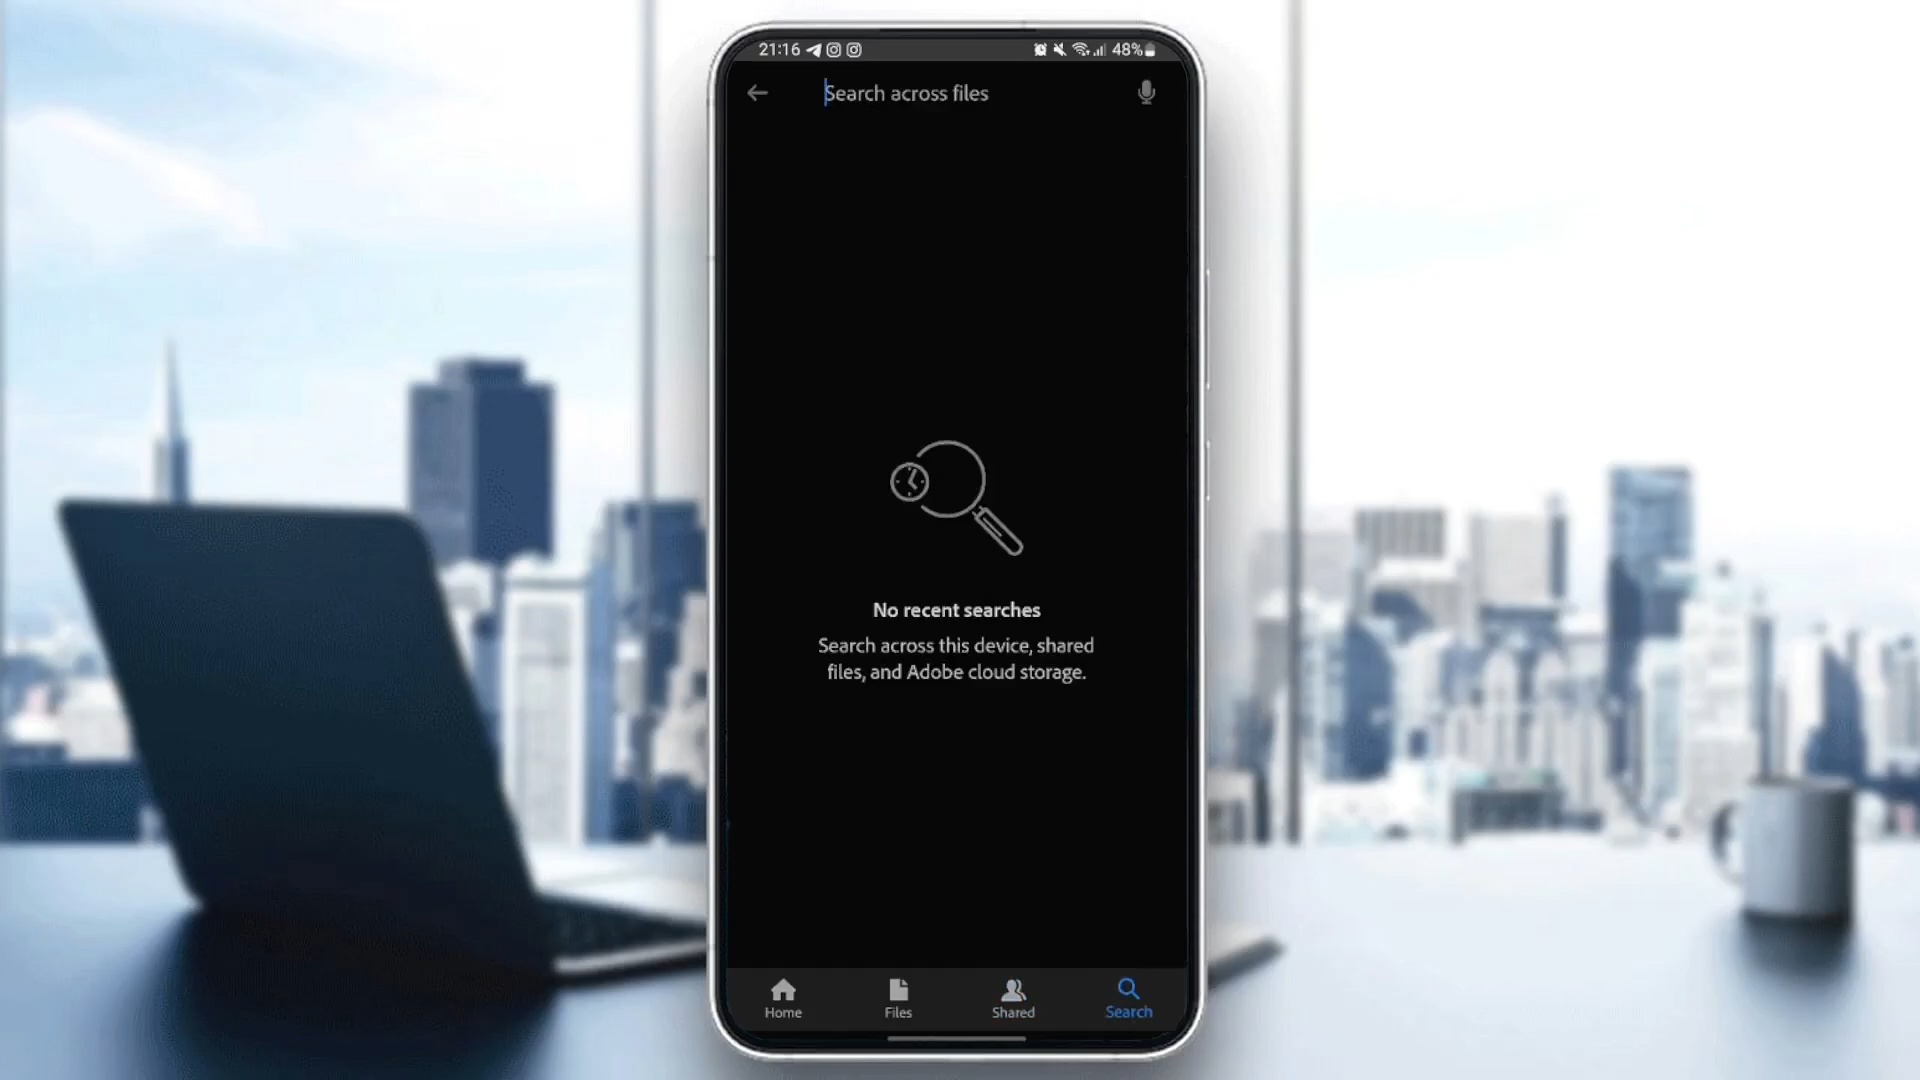 21:16
48%
Search across files
No recent searches
Search across this device, shared
files, and Adobe cloud storage.
Home
Files
Shared
Search